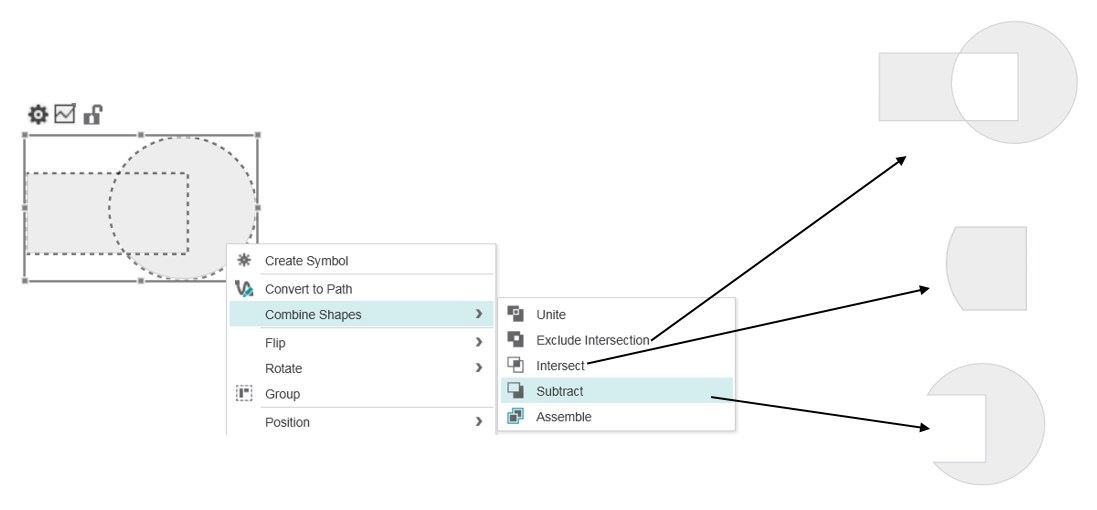 Create Symbol
Convert to Path
Combine Shapes
Flip
Rotate
Group
Position
Unite
Exclude Intersection
Intersect
Subtract
Assemble